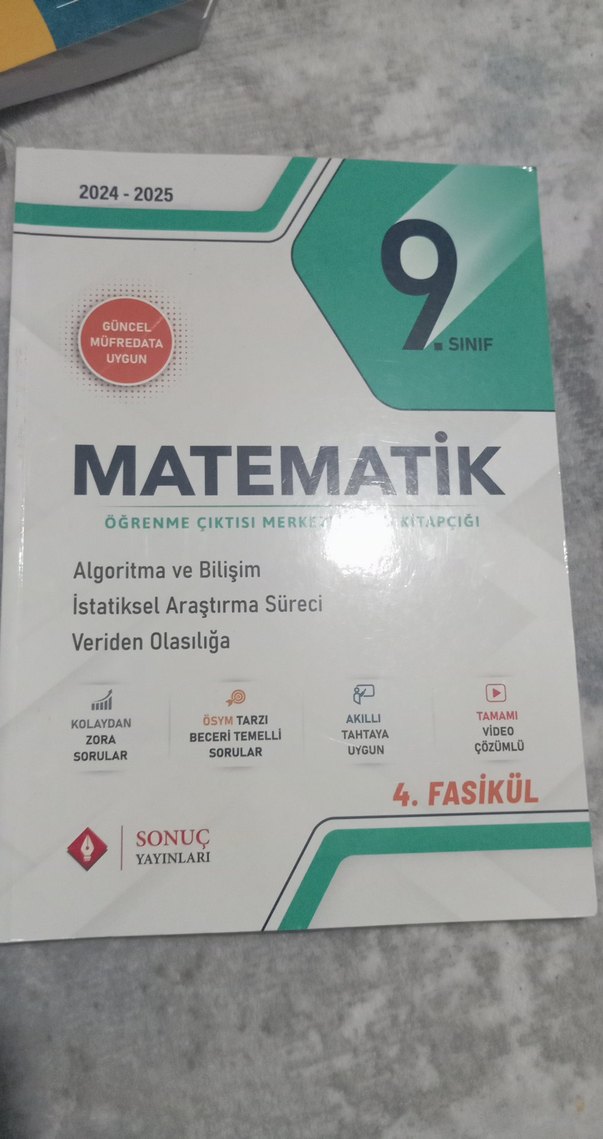 2024 - 2025
9. SINIF
GÜNCEL
MÜFREDATA
UYGUN
MATEMATİK
ÖĞRENME ÇIKTISI KİTAPÇIĞI
Algoritma ve Bilişim
İstatiksel Araştırma Süreci
Veriden Olasılığa
KOLAYDAN
ZORA
SORULAR
ÖSYM TARZI
BECERİ TEMELLİ
SORULAR
AKILLI
TAHTAYA
UYGUN
TAMAMI
VİDEO
ÇÖZÜMLÜ
4. FASİKÜL
SONUÇ
YAYINLARI